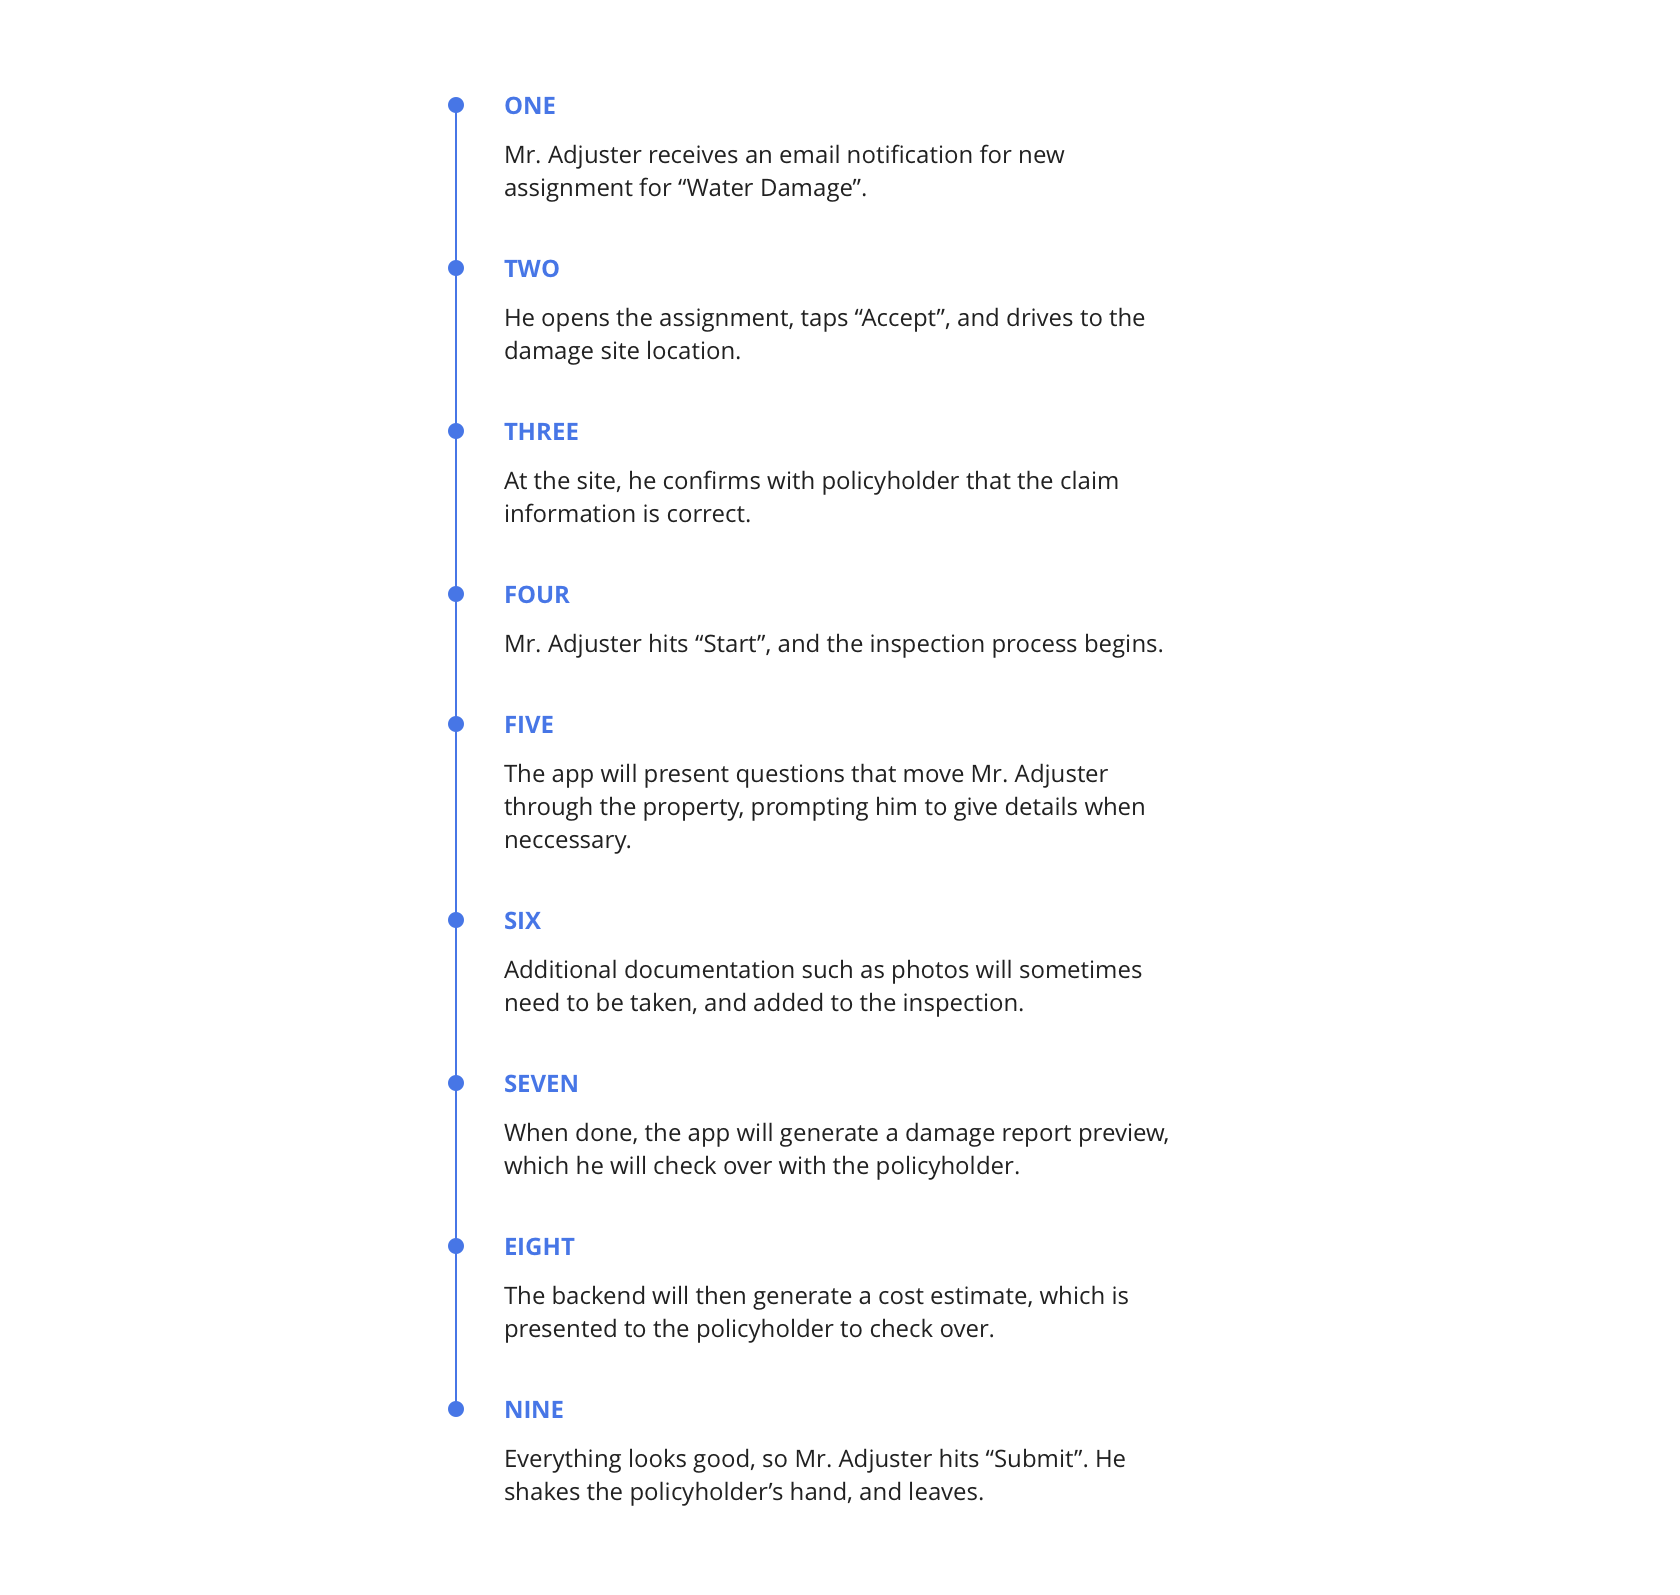 ONE
Mr. Adjuster receives an email notification for new
assignment for “Water Damage”.
TWO
He opens the assignment, taps “Accept”, and drives to the
damage site location.
THREE
At the site, he confirms with policyholder that the claim
information is correct.
FOUR
Mr. Adjuster hits “Start”, and the inspection process begins.
FIVE
The app will present questions that move Mr. Adjuster
through the property, prompting him to give details when
neccessary.
SIX
Additional documentation such as photos will sometimes
need to be taken, and added to the inspection.
SEVEN
When done, the app will generate a damage report preview,
which he will check over with the policyholder.
EIGHT
The backend will then generate a cost estimate, which is
presented to the policyholder to check over.
NINE
Everything looks good, so Mr. Adjuster hits “Submit”. He
shakes the policyholder’s hand, and leaves.